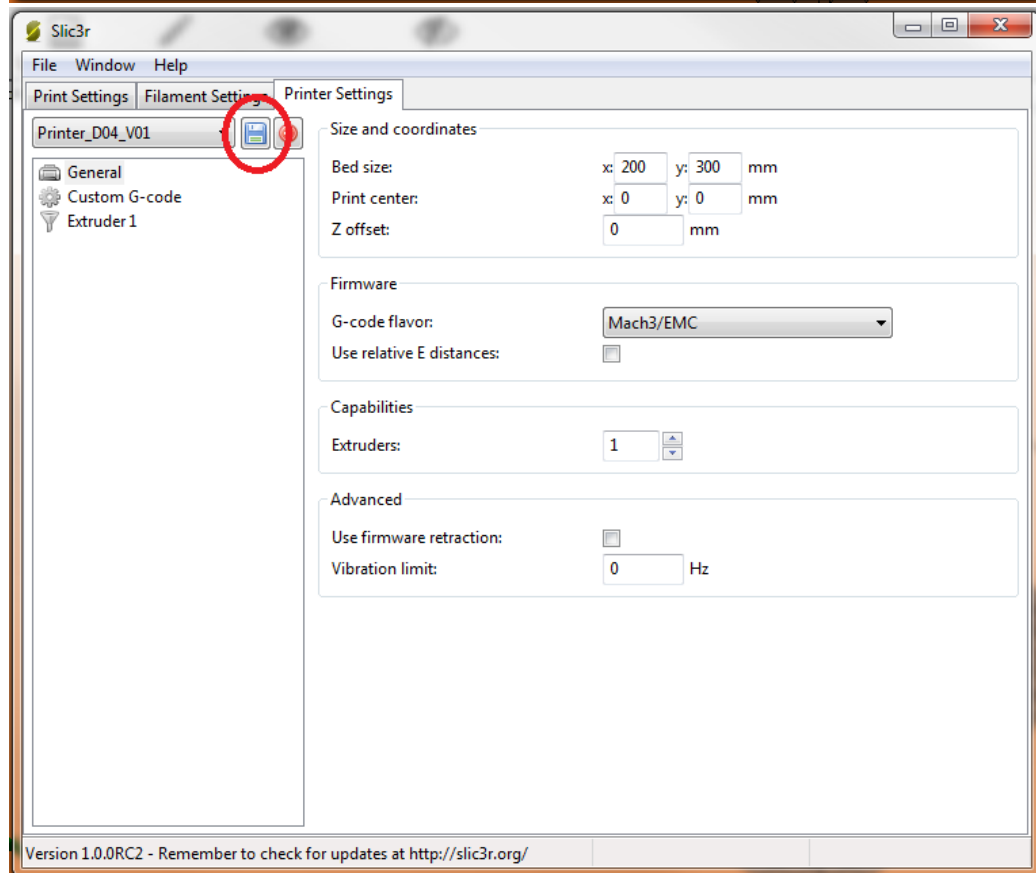 Slic3r
File Window Help
Print Settings Filament Settings Printer Settings
Printer_D04_V01
General
Custom G-code
Extruder 1
Size and coordinates
Bed size: x: 200 y: 300 mm
Print center: x: 0 y: 0 mm
Z offset: 0 mm
Firmware
G-code flavor: Mach3/EMC
Use relative E distances:
Capabilities
Extruders: 1
Advanced
Use firmware retraction:
Vibration limit: 0 Hz
Version 1.0.0RC2 - Remember to check for updates at http://slic3r.org/